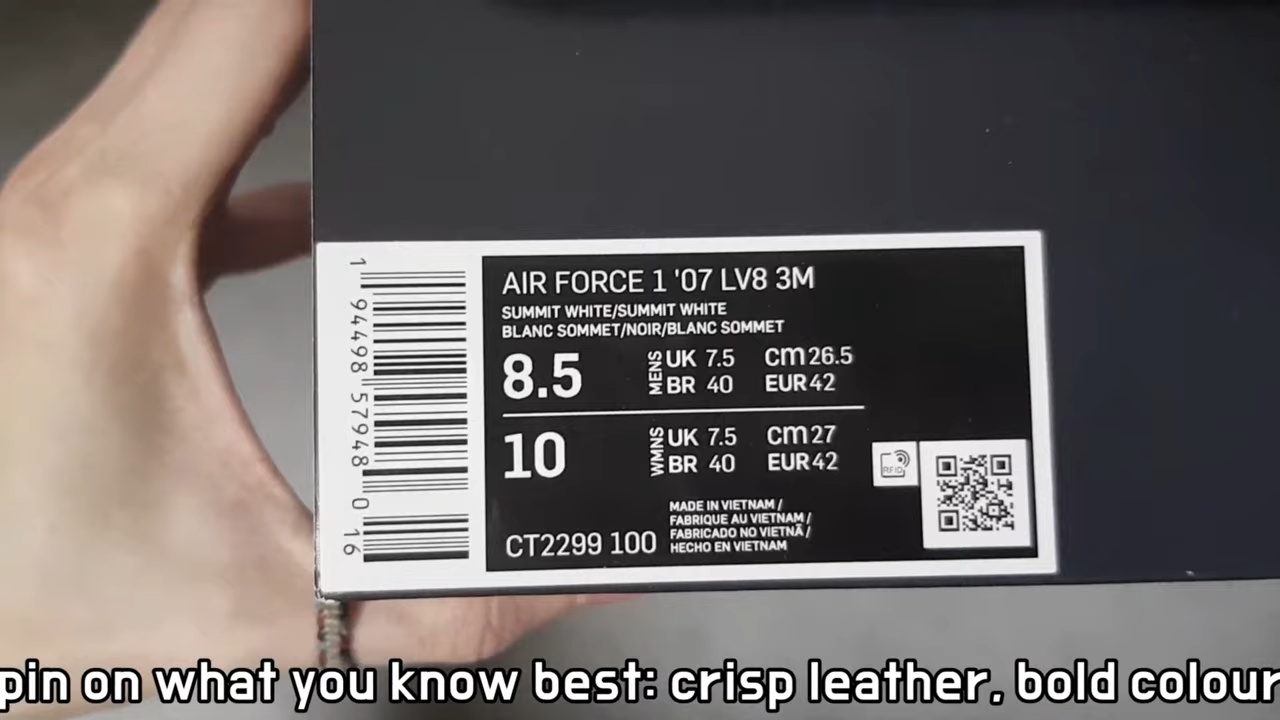 AIR FORCE 1 '07 LV8 3M
SUMMIT WHITE/SUMMIT WHITE
BLANC SOMMET/NOIR/BLANC SOMMET
8.5 MENS UK 7.5 cm 26.5
BR 40 EUR 42
10 WMNS UK 7.5 cm 27
BR 40 EUR 42
CT2299 100
MADE IN VIETNAM /
FABRIQUE AU VIETNAM /
FABRICADO NO VIETNÃ /
HECHO EN VIETNAM
RFID
1 94498 57948 0 16
pin on what you know best: crisp leather, bold colour